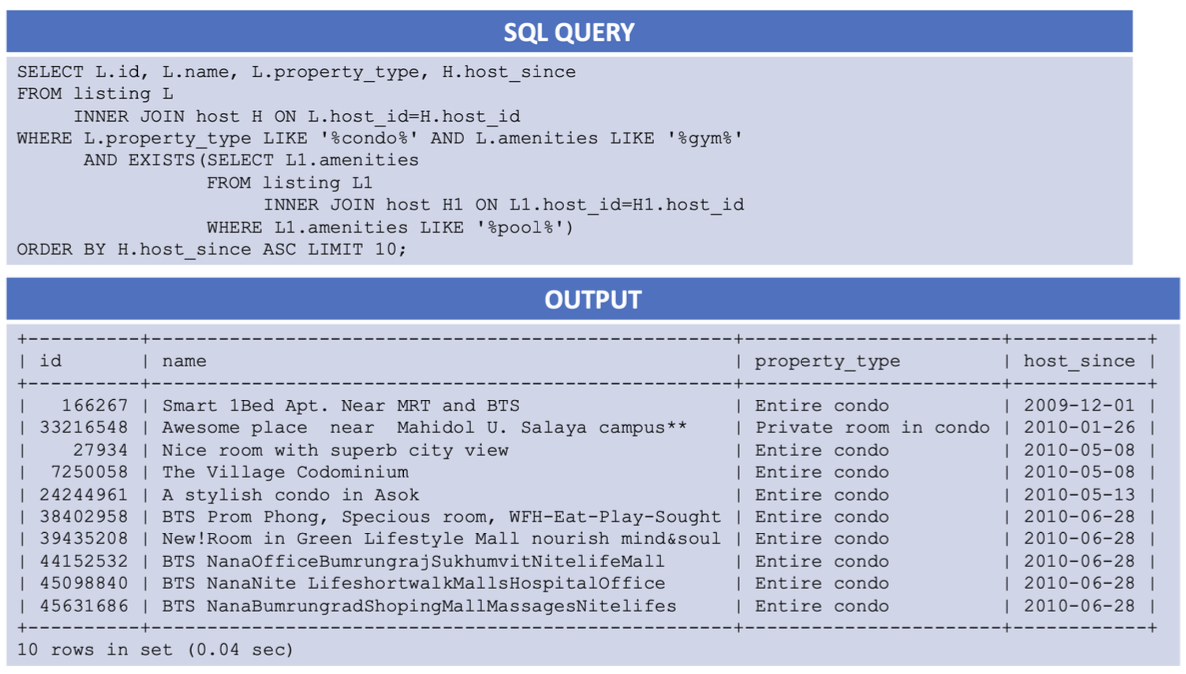 SQL QUERY
SELECT L.id, L.name, L.property_type, H.host_since
FROM listing L
     INNER JOIN host H ON L.host_id=H.host_id
WHERE L.property_type LIKE '%condo%' AND L.amenities LIKE '%gym%'
      AND EXISTS(SELECT L1.amenities
                 FROM listing L1
                      INNER JOIN host H1 ON L1.host_id=H1.host_id
                 WHERE L1.amenities LIKE '%pool%')
ORDER BY H.host_since ASC LIMIT 10;
OUTPUT
+----------+----------------------------------------------------+-----------------------+------------+
| id       | name                                               | property_type         | host_since |
+----------+----------------------------------------------------+-----------------------+------------+
|   166267 | Smart 1Bed Apt. Near MRT and BTS                   | Entire condo          | 2009-12-01 |
| 33216548 | Awesome place  near  Mahidol U. Salaya campus**    | Private room in condo | 2010-01-26 |
|    27934 | Nice room with superb city view                    | Entire condo          | 2010-05-08 |
|  7250058 | The Village Codominium                             | Entire condo          | 2010-05-08 |
| 24244961 | A stylish condo in Asok                            | Entire condo          | 2010-05-13 |
| 38402958 | BTS Prom Phong, Specious room, WFH-Eat-Play-Sought | Entire condo          | 2010-06-28 |
| 39435208 | New!Room in Green Lifestyle Mall nourish mind&soul | Entire condo          | 2010-06-28 |
| 44152532 | BTS NanaOfficeBumrungrajSukhumvitNitelifeMall      | Entire condo          | 2010-06-28 |
| 45098840 | BTS NanaNite LifeshortwalkMallsHospitalOffice      | Entire condo          | 2010-06-28 |
| 45631686 | BTS NanaBumrungradShopingMallMassagesNitelifes     | Entire condo          | 2010-06-28 |
+----------+----------------------------------------------------+-----------------------+------------+
10 rows in set (0.04 sec)